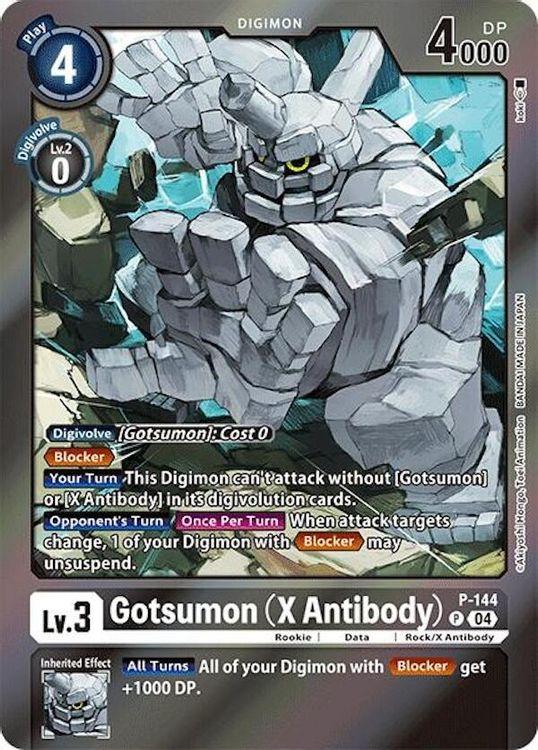 DIGIMON
Play
4
DP
4000
Digivolve
Lv.2
0
koki
Digivolve [Gotsumon]: Cost 0
Blocker
Your Turn This Digimon can't attack without [Gotsumon]
or [X Antibody] in its digivolution cards.
Opponent's Turn Once Per Turn When attack targets
change, 1 of your Digimon with Blocker may
unsuspend.
©Akiyoshi Hongo, Toei Animation BANDAI MADE IN JAPAN
Lv.3 Gotsumon (X Antibody) P-144
P 04
Rookie | Data | Rock/X Antibody
Inherited Effect
All Turns All of your Digimon with Blocker get
+1000 DP.